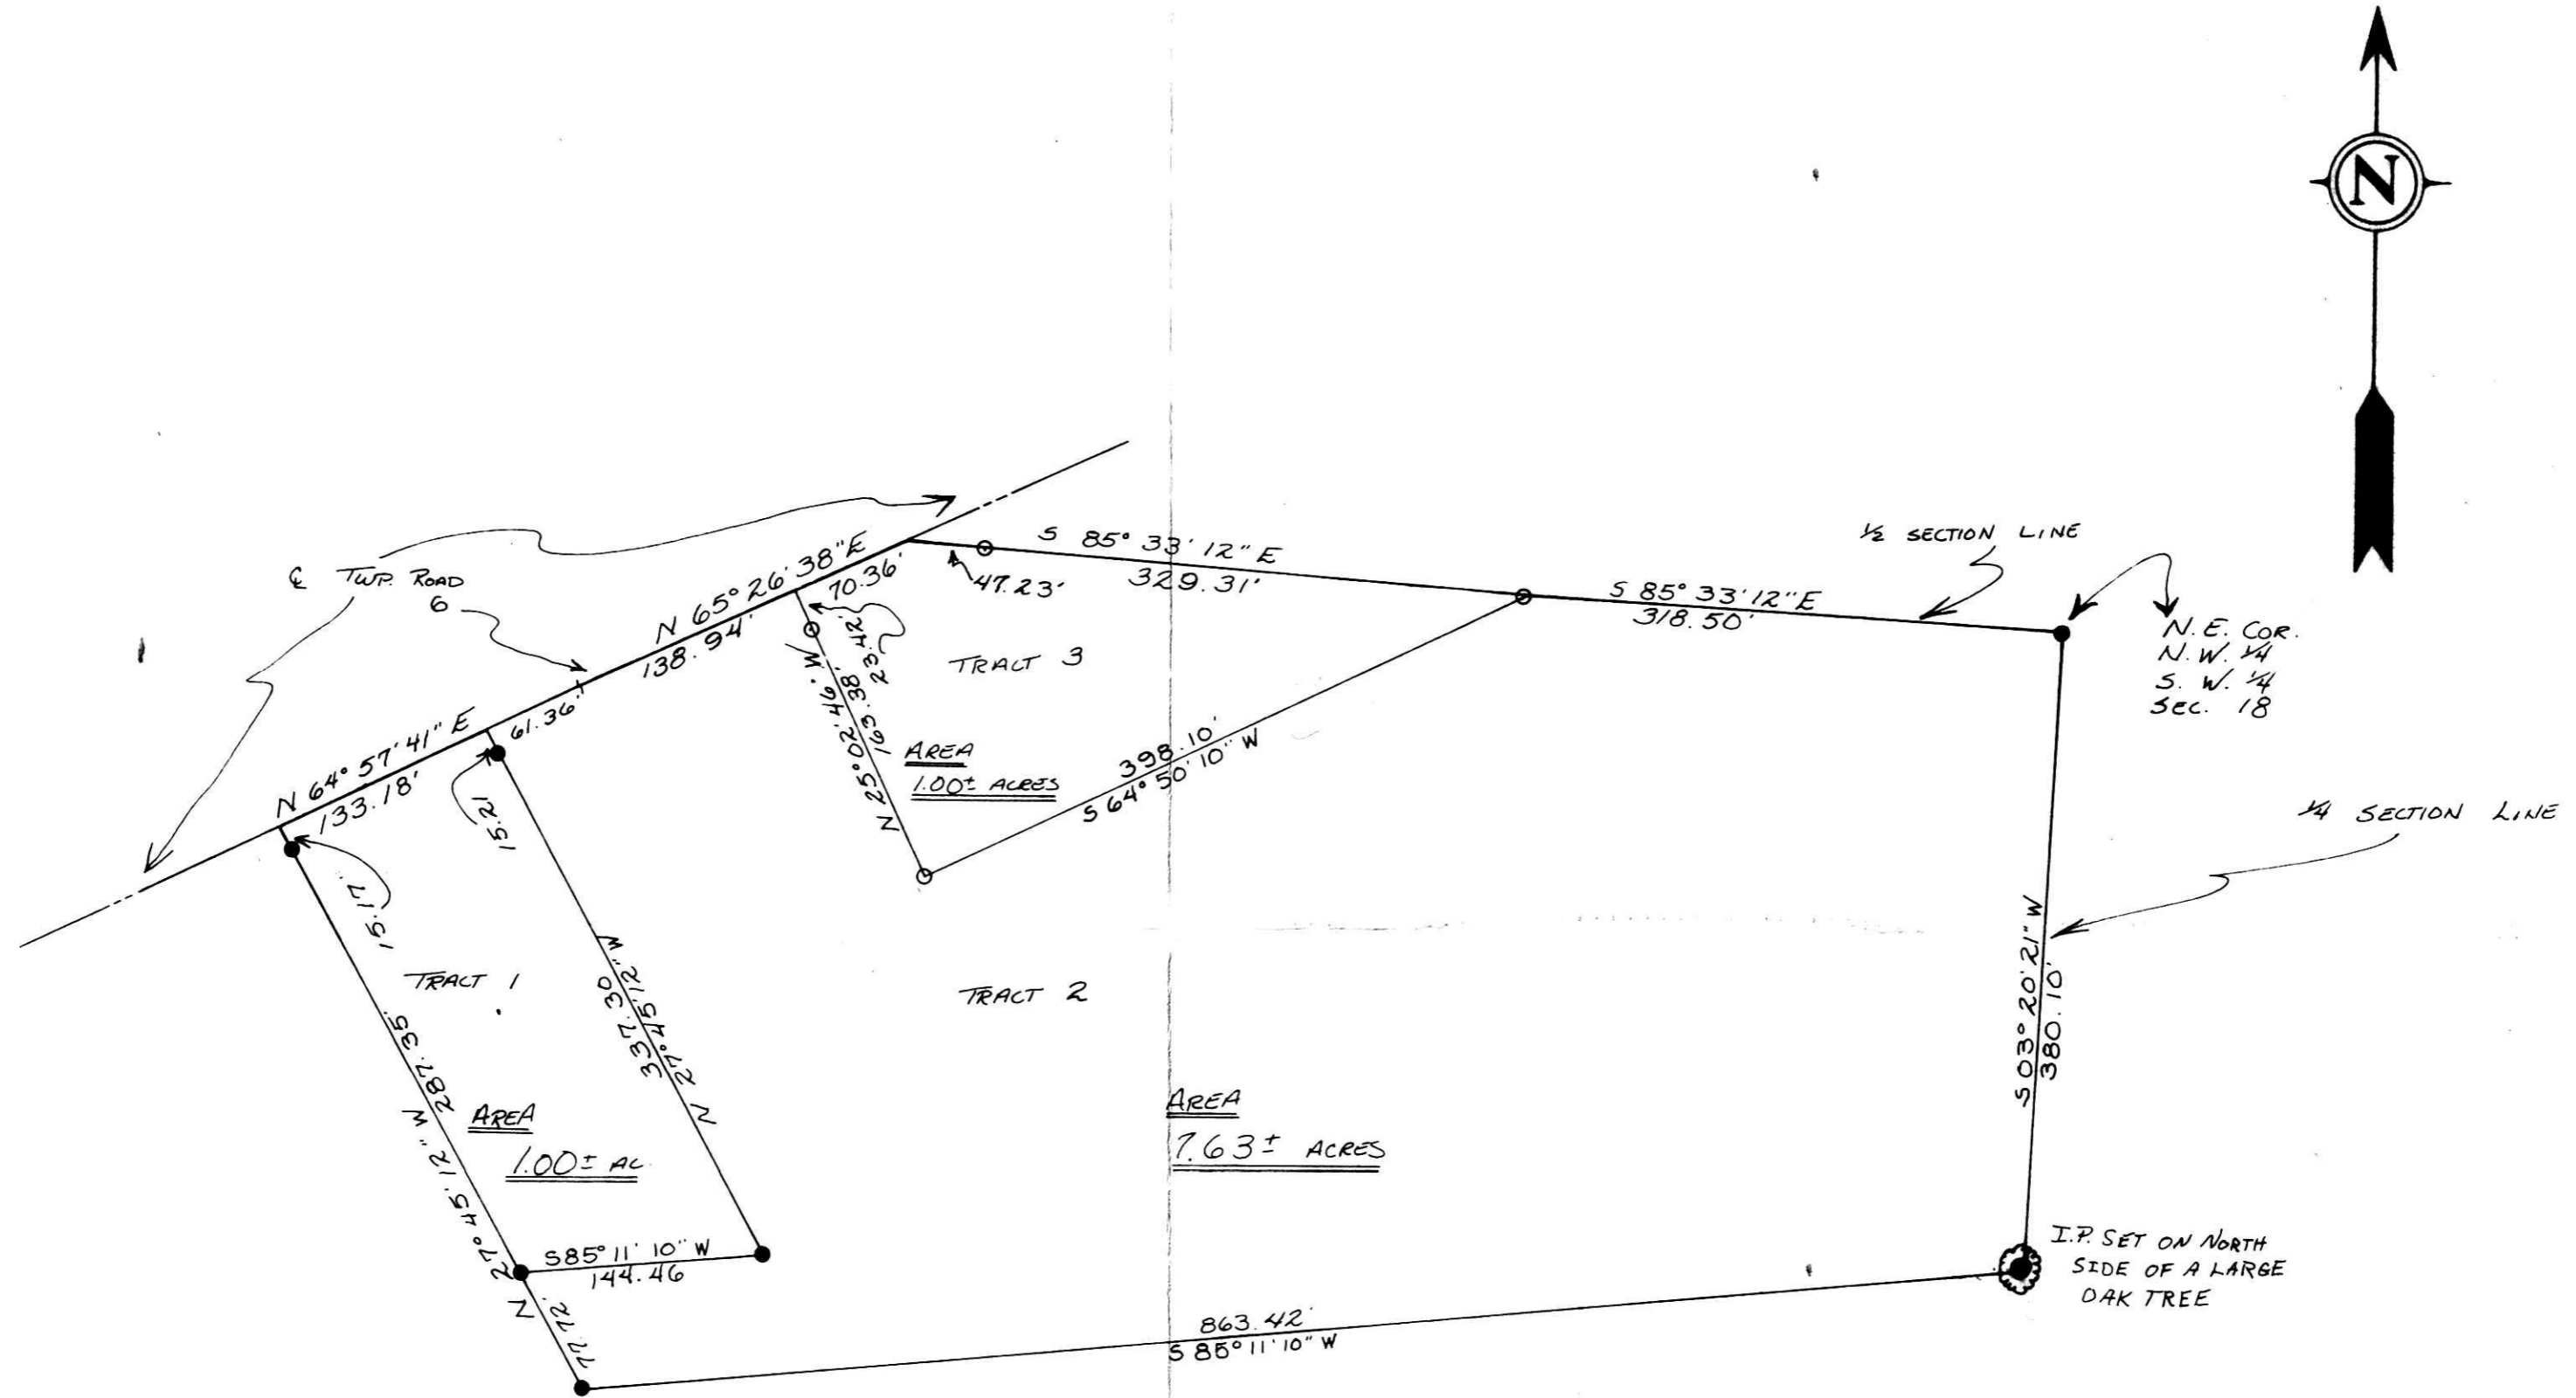 N
S 85° 33' 12" E
329.31'
47.23'
½ SECTION LINE
S 85° 33' 12" E
318.50'
℄ TWP. ROAD
6
N 65° 26' 38" E
138.94'
70.36'
N.E. COR.
N.W. ¼
S. W. ¼
SEC. 18
23.42'
TRACT 3
N 25° 02' 46" W
163.38'
61.36'
N 64° 57' 41" E
133.18'
15.21'
15.17'
AREA
1.00± ACRES
398.10'
S 64° 50' 10" W
¼ SECTION LINE
TRACT 1
TRACT 2
N 27° 45' 12" W
337.30
N 27° 45' 12" W
287.35'
S 03° 20' 21" W
380.10'
AREA
1.00± AC.
AREA
7.63± ACRES
S85° 11' 10" W
144.46
77.72'
I.P. SET ON NORTH
SIDE OF A LARGE
OAK TREE
863.42'
S 85° 11' 10" W